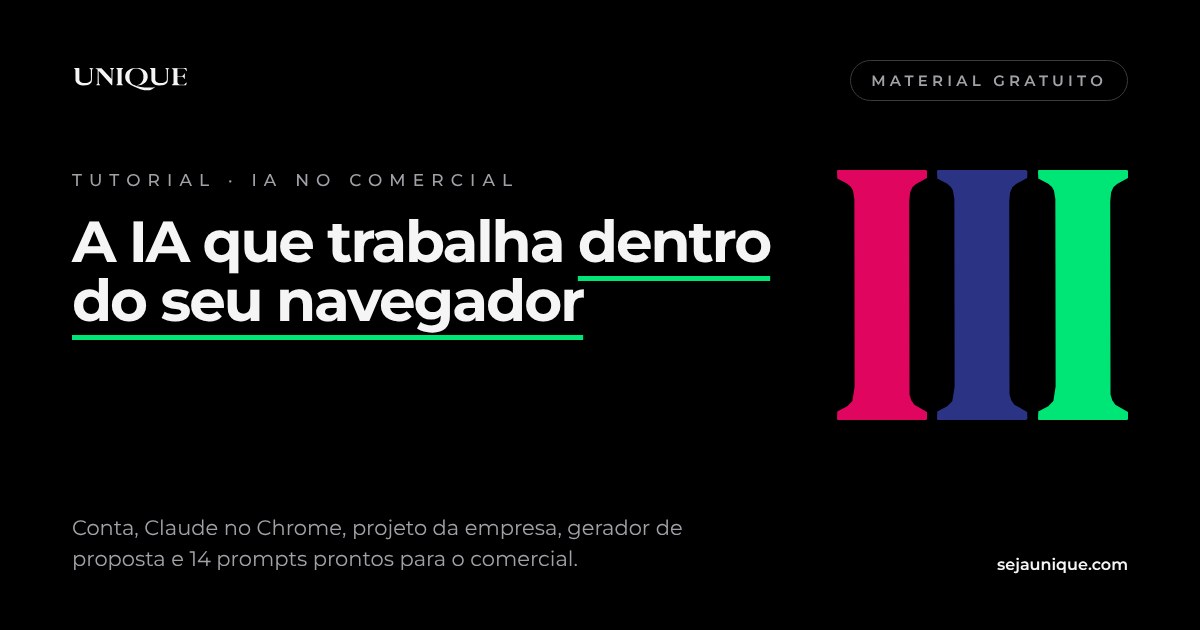 UNIQUE
MATERIAL GRATUITO
TUTORIAL · IA NO COMERCIAL
A IA que trabalha dentro
do seu navegador
III
Conta, Claude no Chrome, projeto da empresa, gerador de
proposta e 14 prompts prontos para o comercial.
sejaunique.com